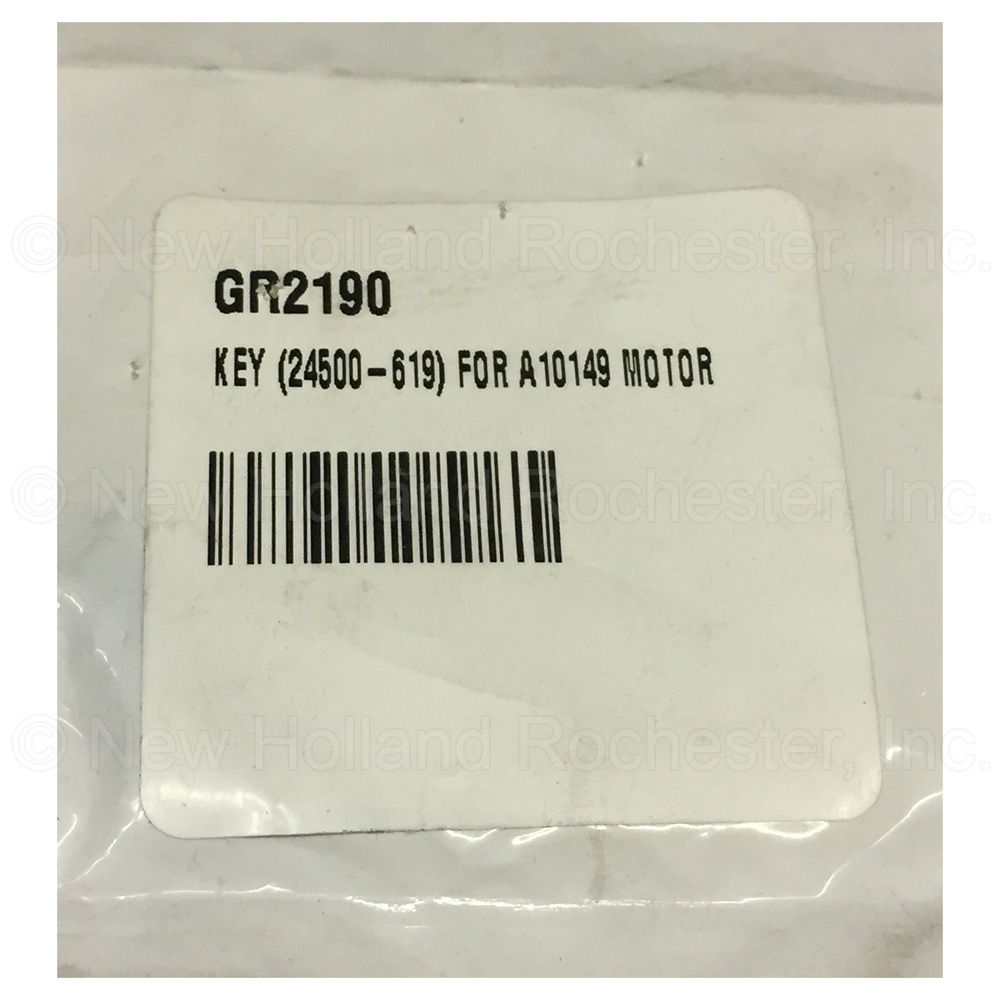 © New Holland Rochester, Inc.
GR2190
KEY (24500-619) FOR A10149 MOTOR
© New Holland Rochester, Inc.
© New Holland Rochester, Inc.